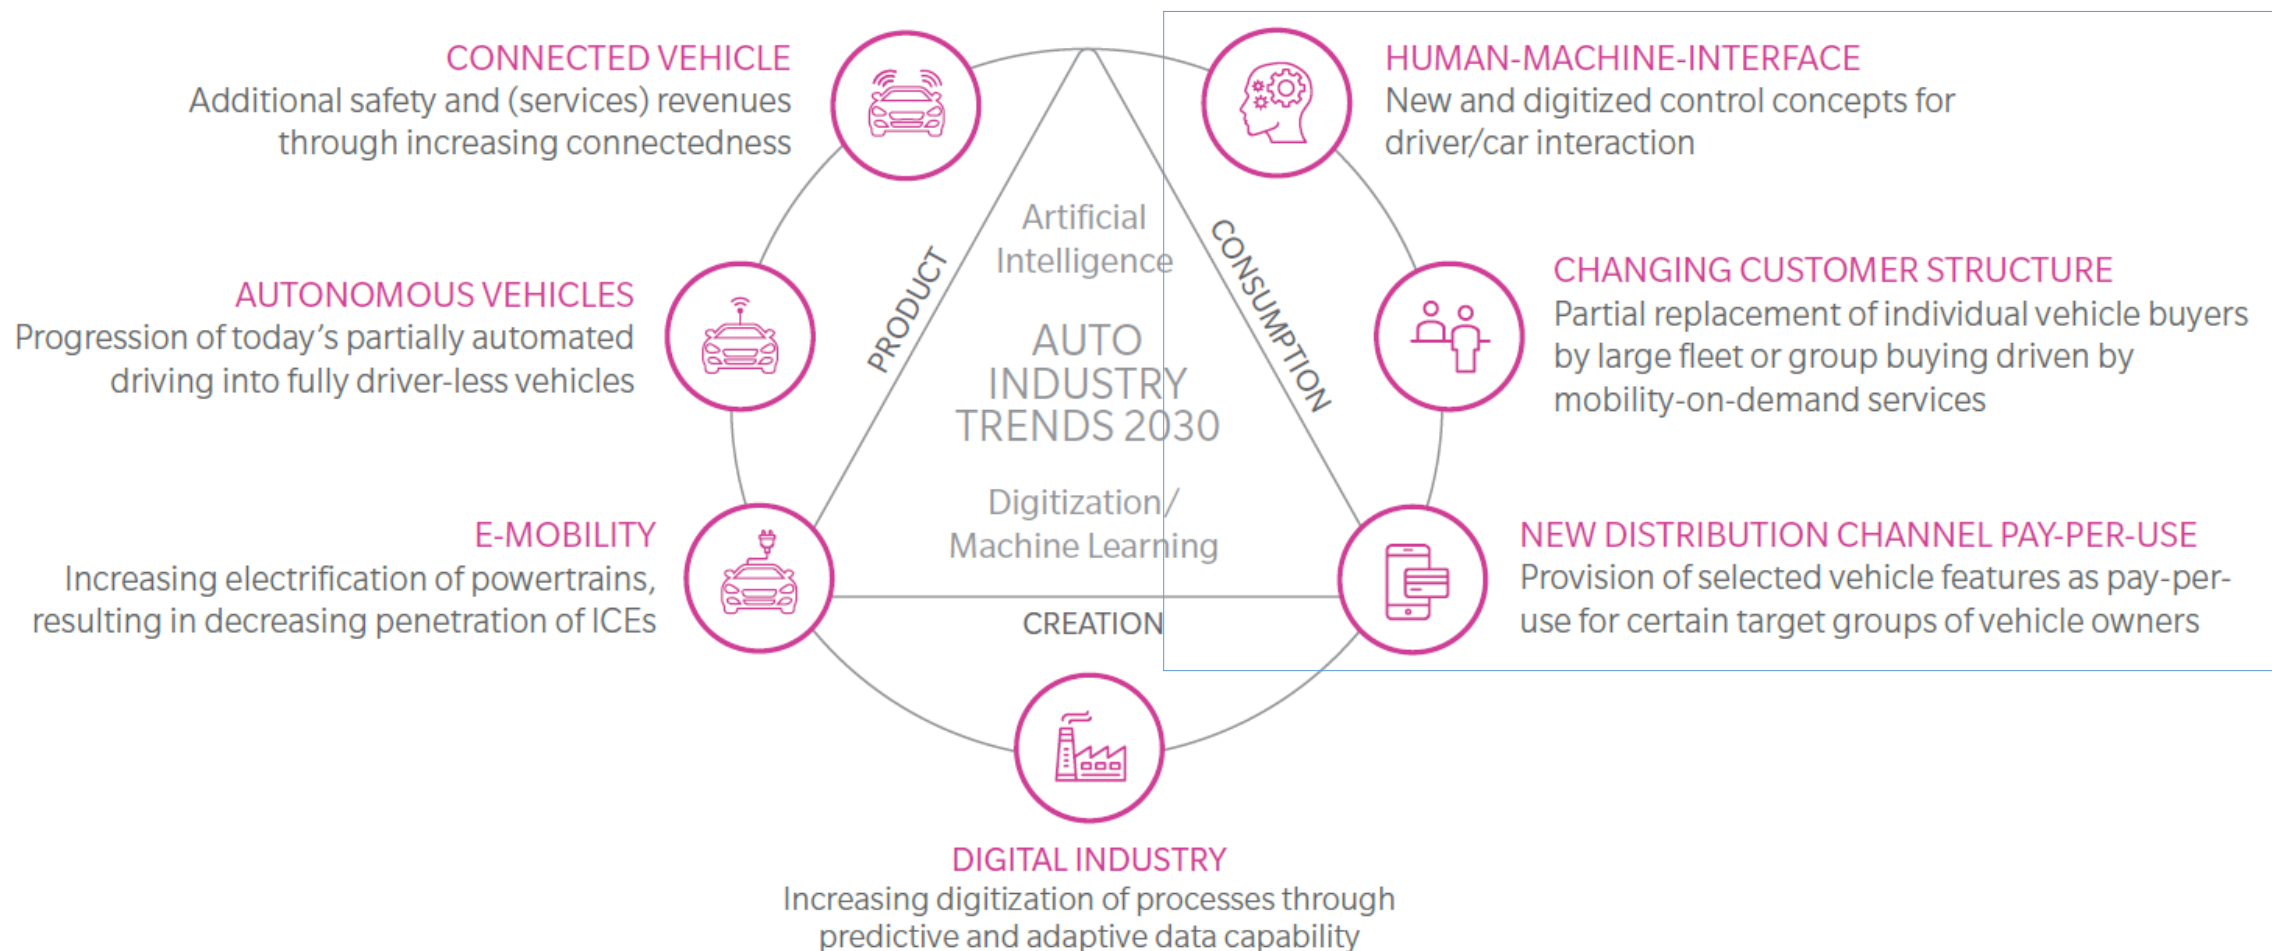 CONNECTED VEHICLE
Additional safety and (services) revenues
through increasing connectedness
HUMAN-MACHINE-INTERFACE
New and digitized control concepts for
driver/car interaction
AUTONOMOUS VEHICLES
Progression of today's partially automated
driving into fully driver-less vehicles
CHANGING CUSTOMER STRUCTURE
Partial replacement of individual vehicle buyers
by large fleet or group buying driven by
mobility-on-demand services
E-MOBILITY
Increasing electrification of powertrains,
resulting in decreasing penetration of ICEs
NEW DISTRIBUTION CHANNEL PAY-PER-USE
Provision of selected vehicle features as pay-per-
use for certain target groups of vehicle owners
PRODUCT
CONSUMPTION
CREATION
Artificial
Intelligence
AUTO
INDUSTRY
TRENDS 2030
Digitization/
Machine Learning
DIGITAL INDUSTRY
Increasing digitization of processes through
predictive and adaptive data capability